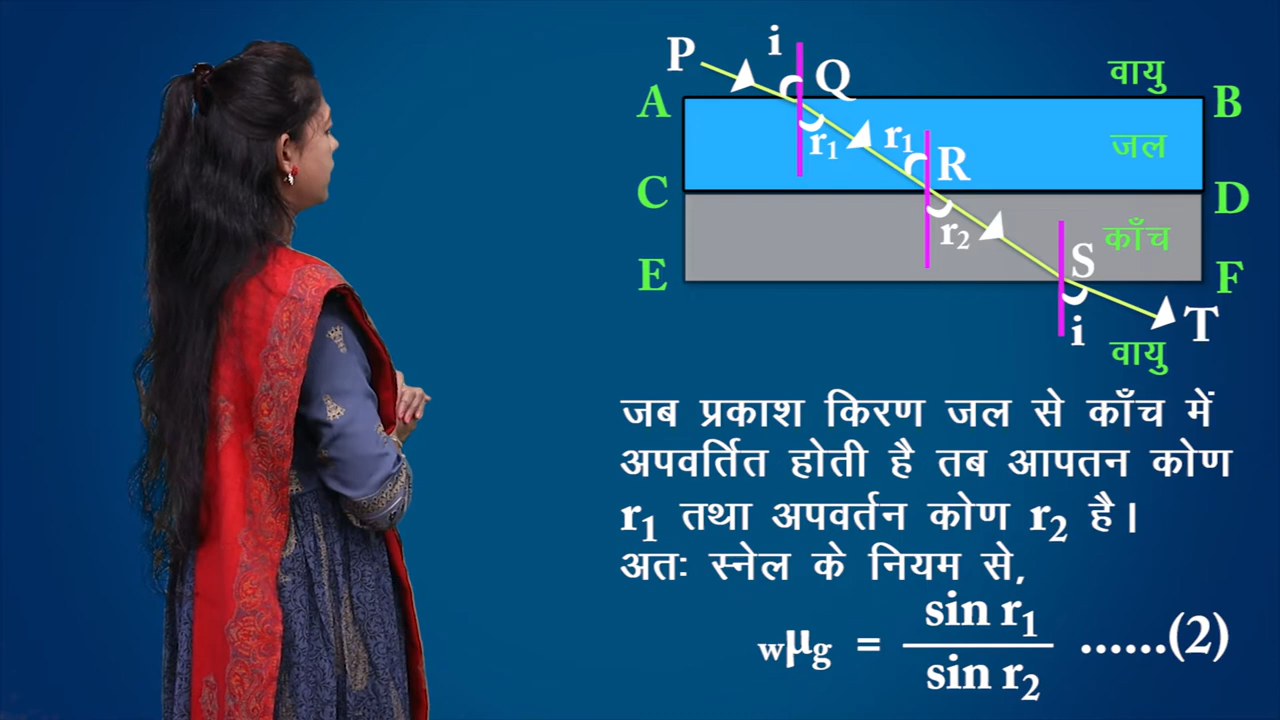 P i Q वायु
A B
r₁ r₁ R जल
C D
r₂ काँच
E S F
i T
वायु
जब प्रकाश किरण जल से काँच में
अपवर्तित होती है तब आपतन कोण
r₁ तथा अपवर्तन कोण r₂ है।
अतः स्नेल के नियम से,
wμg = sin r₁ / sin r₂ ......(2)